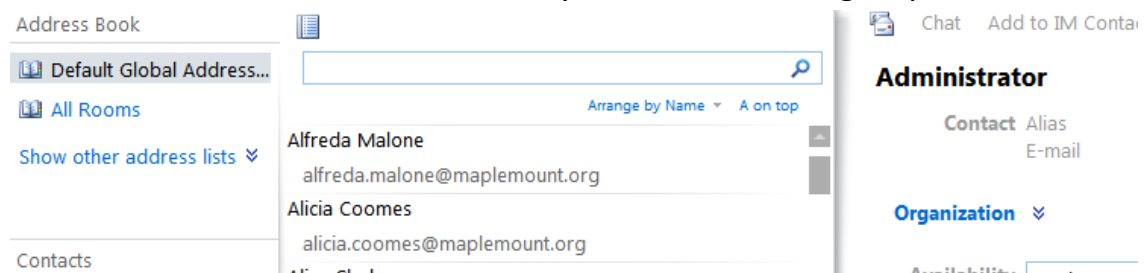 Address Book
Default Global Address...
All Rooms
Show other address lists
Contacts
Arrange by Name
A on top
Alfreda Malone
alfreda.malone@maplemount.org
Alicia Coomes
alicia.coomes@maplemount.org
Chat Add to IM Contac
Administrator
Contact Alias
E-mail
Organization